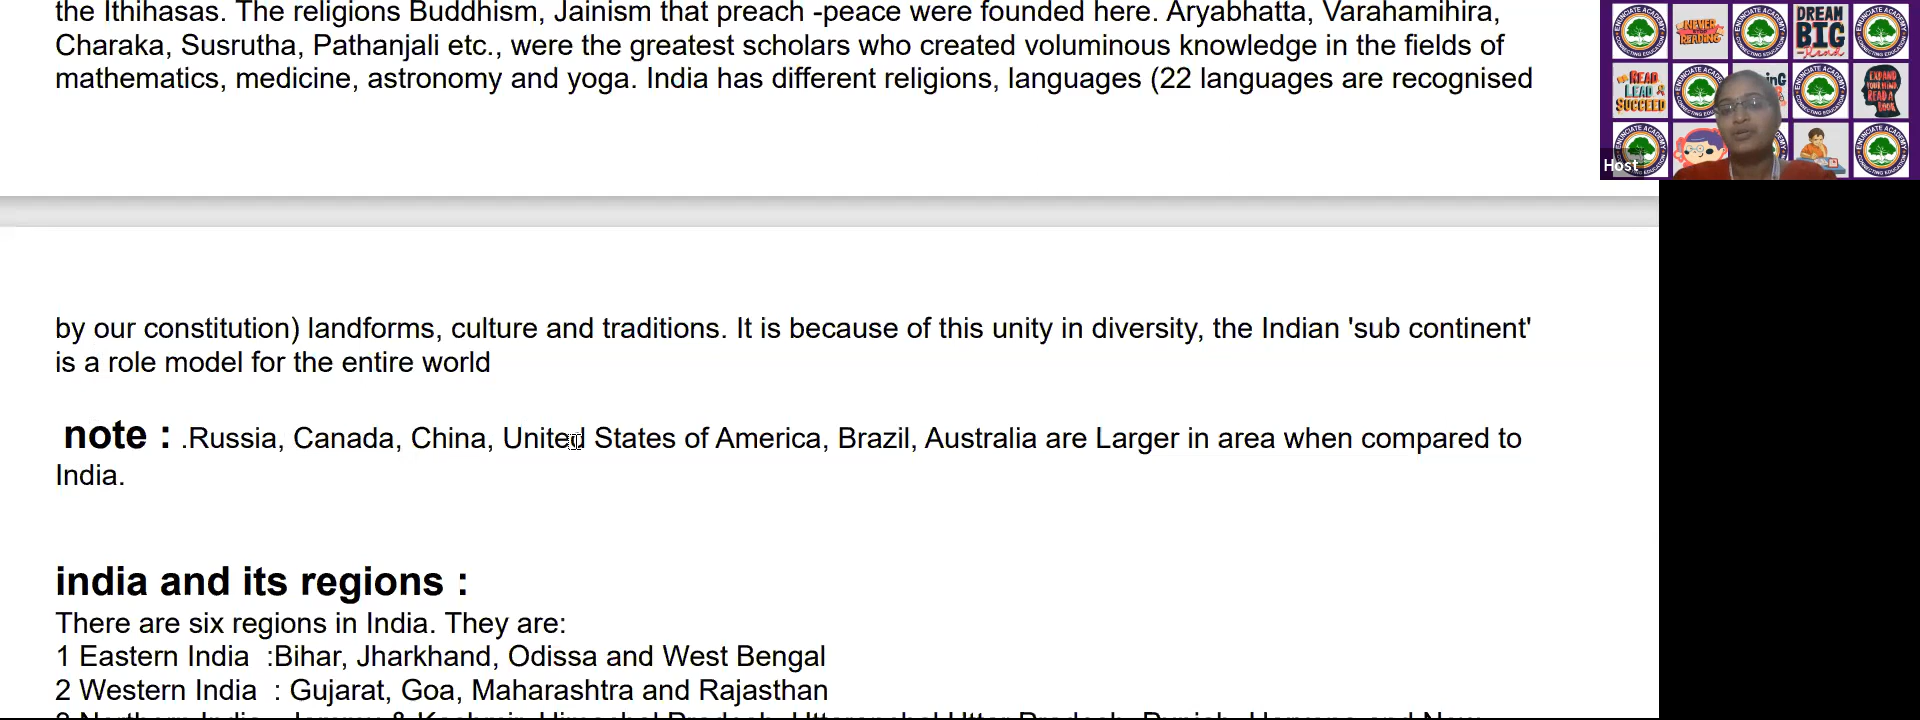 the Ithihasas. The religions Buddhism, Jainism that preach -peace were founded here. Aryabhatta, Varahamihira,
Charaka, Susrutha, Pathanjali etc., were the greatest scholars who created voluminous knowledge in the fields of
mathematics, medicine, astronomy and yoga. India has different religions, languages (22 languages are recognised
by our constitution) landforms, culture and traditions. It is because of this unity in diversity, the Indian 'sub continent'
is a role model for the entire world
note : .Russia, Canada, China, United States of America, Brazil, Australia are Larger in area when compared to
India.
india and its regions :
There are six regions in India. They are:
1 Eastern India  :Bihar, Jharkhand, Odissa and West Bengal
2 Western India  : Gujarat, Goa, Maharashtra and Rajasthan
DREAM
BIG
READ
LEAD &
SUCCEED
Host